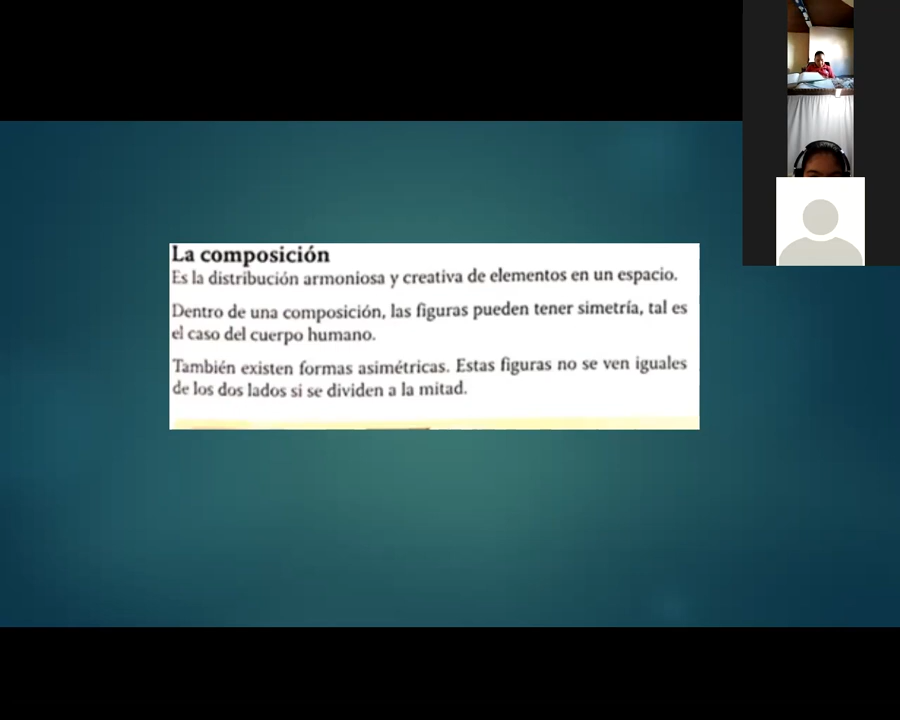 La composición
Es la distribución armoniosa y creativa de elementos en un espacio.
Dentro de una composición, las figuras pueden tener simetría, tal es
el caso del cuerpo humano.
También existen formas asimétricas. Estas figuras no se ven iguales
de los dos lados si se dividen a la mitad.